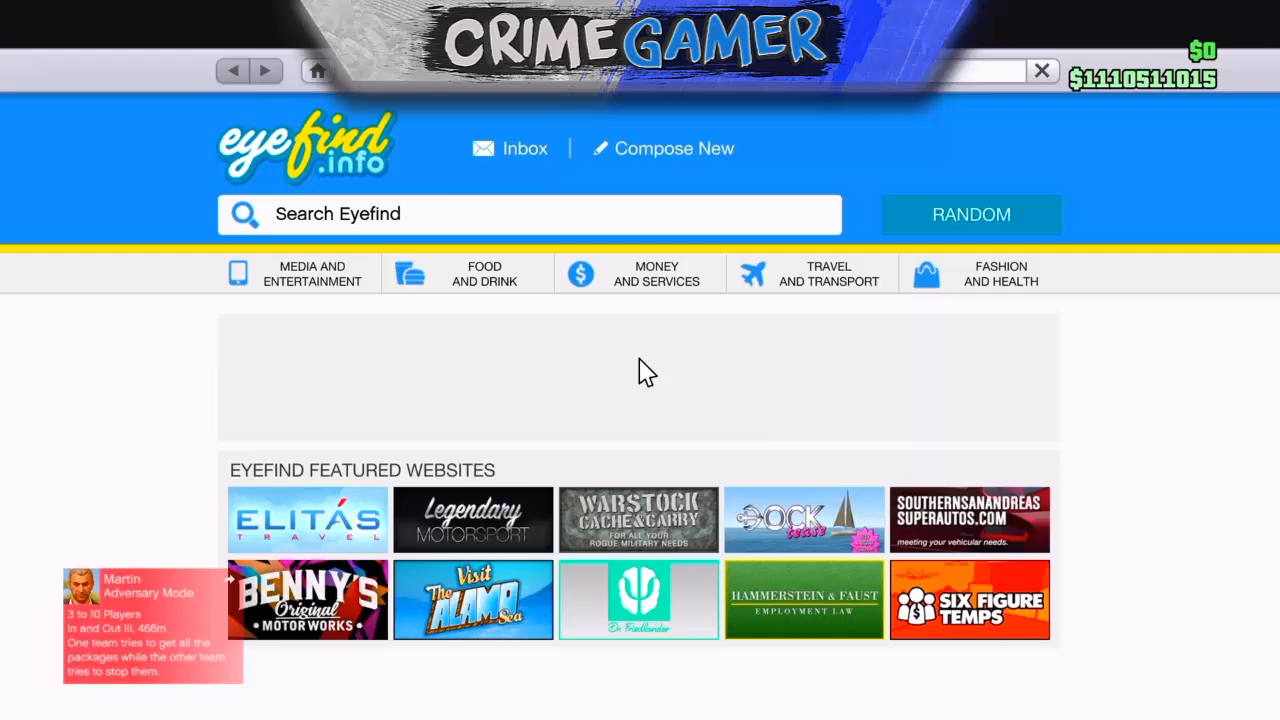 CRIMEGAMER
$0
$1110511015
eyefind
.info
Inbox
Compose New
Search Eyefind
RANDOM
MEDIA AND
ENTERTAINMENT
FOOD
AND DRINK
MONEY
AND SERVICES
TRAVEL
AND TRANSPORT
FASHION
AND HEALTH
EYEFIND FEATURED WEBSITES
ELITÁS
TRAVEL
Legendary
MOTORSPORT
WARSTOCK
CACHE&CARRY
FOR ALL YOUR
ROGUE MILITARY NEEDS
DOCK
tease
SOUTHERNSANANDREAS
SUPERAUTOS.COM
meeting your vehicular needs.
BENNY'S
Original
• MOTOR WORKS •
Visit
The ALAMO
Sea
Dr. Friedlander
HAMMERSTEIN & FAUST
EMPLOYMENT LAW
SIX FIGURE
TEMPS
Martin
Adversary Mode
3 to 10 Players
In and Out III, 466m
One team tries to get all the
packages while the other team
tries to stop them.